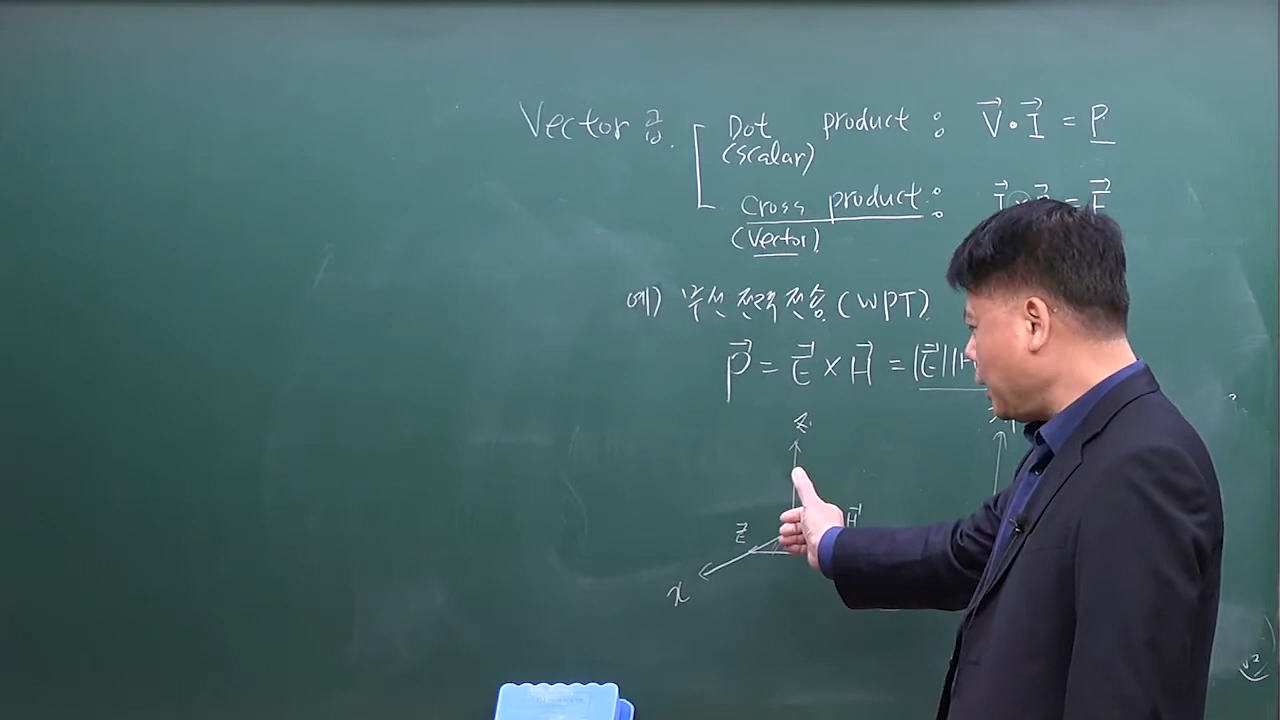 Vector 곱. Dot product : V⃗ · I⃗ = P
(scalar)
Cross product : I⃗ × B⃗ = F⃗
(Vector)
예) 무선 전력 전송 (WPT)
P⃗ = E⃗ × H⃗ = |E⃗||H
z
E⃗ H⃗
x